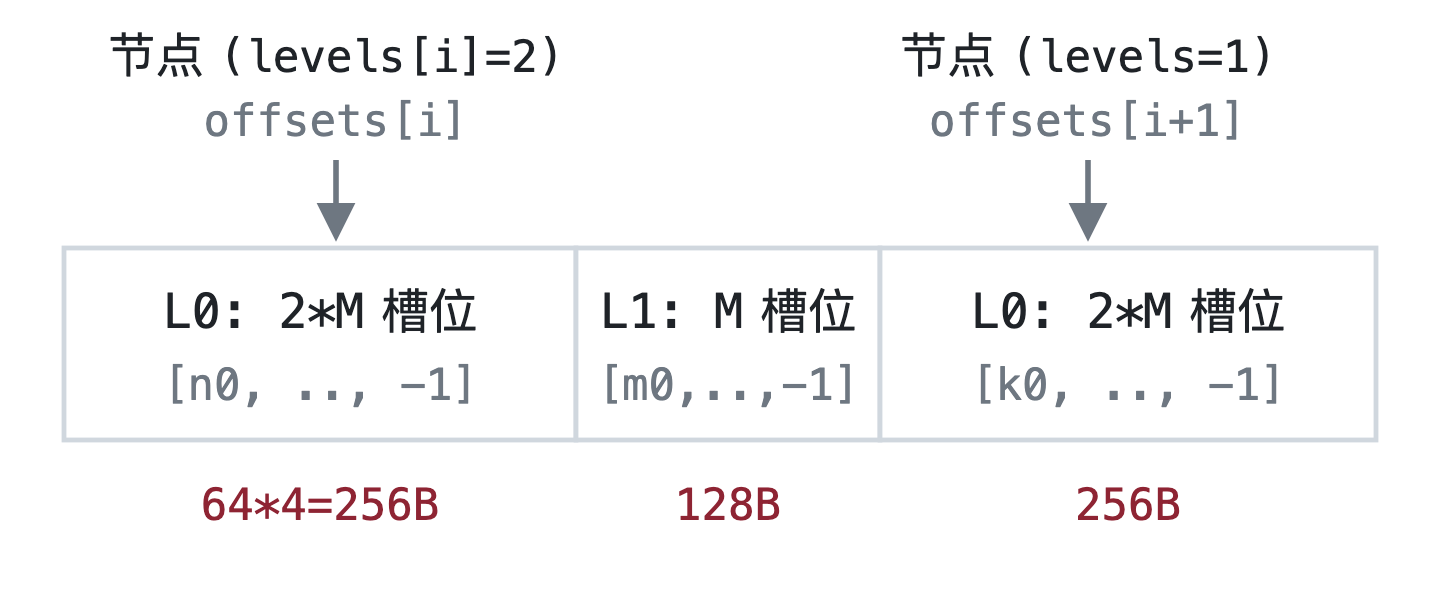 节点 (levels[i]=2)
offsets[i]
节点 (levels=1)
offsets[i+1]
L0: 2*M 槽位
[n0, .., −1]
L1: M 槽位
[m0,..,−1]
L0: 2*M 槽位
[k0, .., −1]
64*4=256B
128B
256B